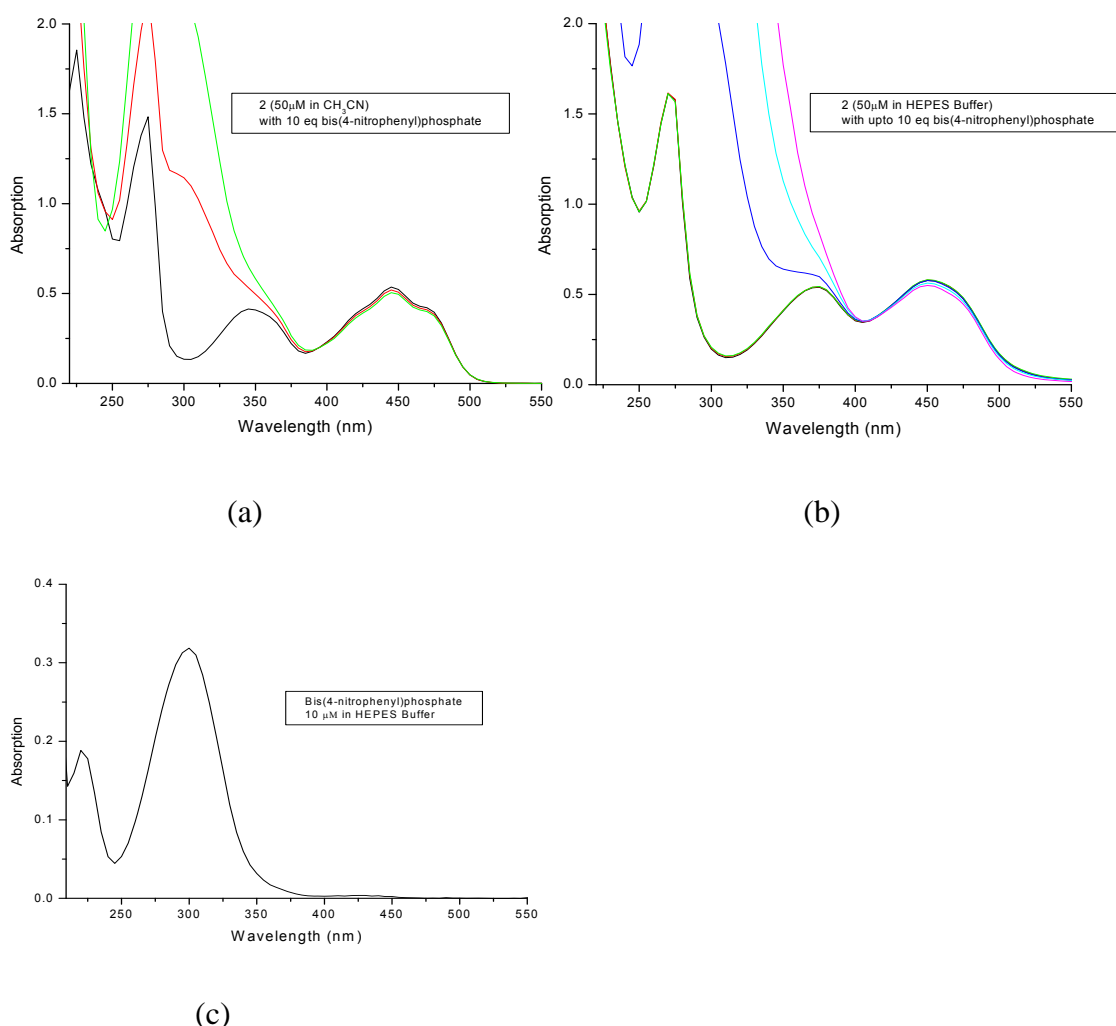 2.0
1.5
1.0
0.5
0.0
Absorption
2 (50μM in CH3CN)
with 10 eq bis(4-nitrophenyl)phosphate
250 300 350 400 450 500 550
Wavelength (nm)
(a)
2.0
1.5
1.0
0.5
0.0
Absorption
2 (50μM in HEPES Buffer)
with upto 10 eq bis(4-nitrophenyl)phosphate
250 300 350 400 450 500 550
Wavelength (nm)
(b)
0.4
0.3
0.2
0.1
0.0
Absorption
Bis(4-nitrophenyl)phosphate
10 μM in HEPES Buffer
250 300 350 400 450 500 550
Wavelength (nm)
(c)